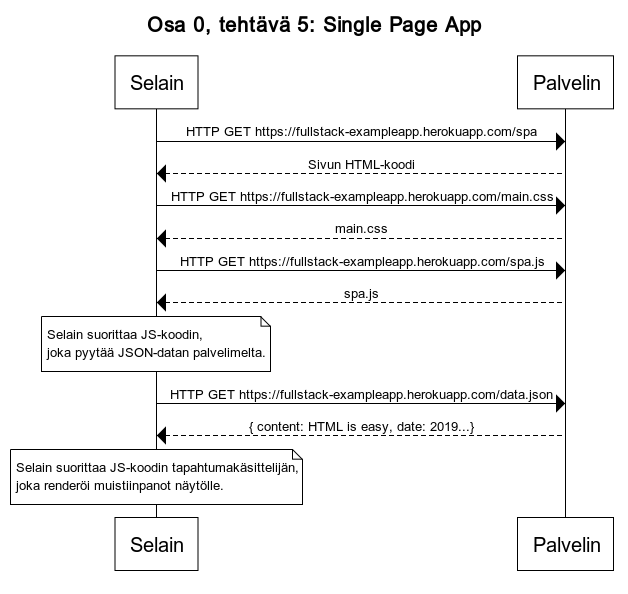 Osa 0, tehtävä 5: Single Page App
Selain
Palvelin
HTTP GET https://fullstack-exampleapp.herokuapp.com/spa
Sivun HTML-koodi
HTTP GET https://fullstack-exampleapp.herokuapp.com/main.css
main.css
HTTP GET https://fullstack-exampleapp.herokuapp.com/spa.js
spa.js
Selain suorittaa JS-koodin,
joka pyytää JSON-datan palvelimelta.
HTTP GET https://fullstack-exampleapp.herokuapp.com/data.json
{ content: HTML is easy, date: 2019...}
Selain suorittaa JS-koodin tapahtumakäsittelijän,
joka renderöi muistiinpanot näytölle.
Selain
Palvelin